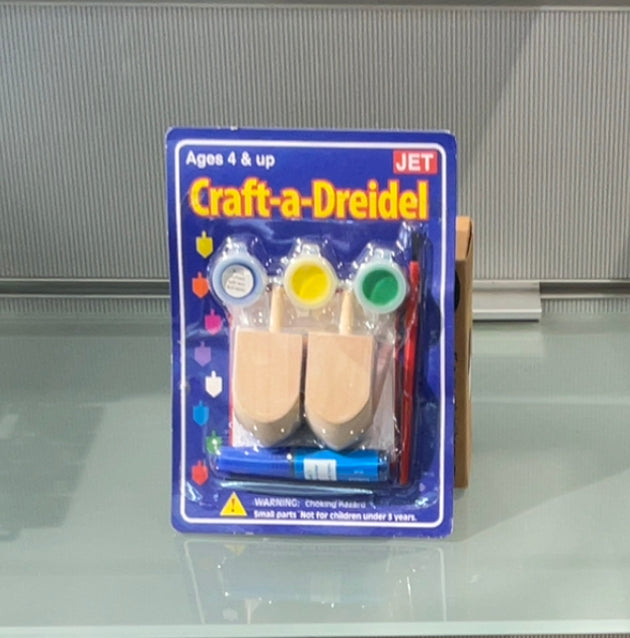 Ages 4 & up
JET
Craft-a-Dreidel
WARNING: Choking Hazard
Small parts Not for children under 3 years.